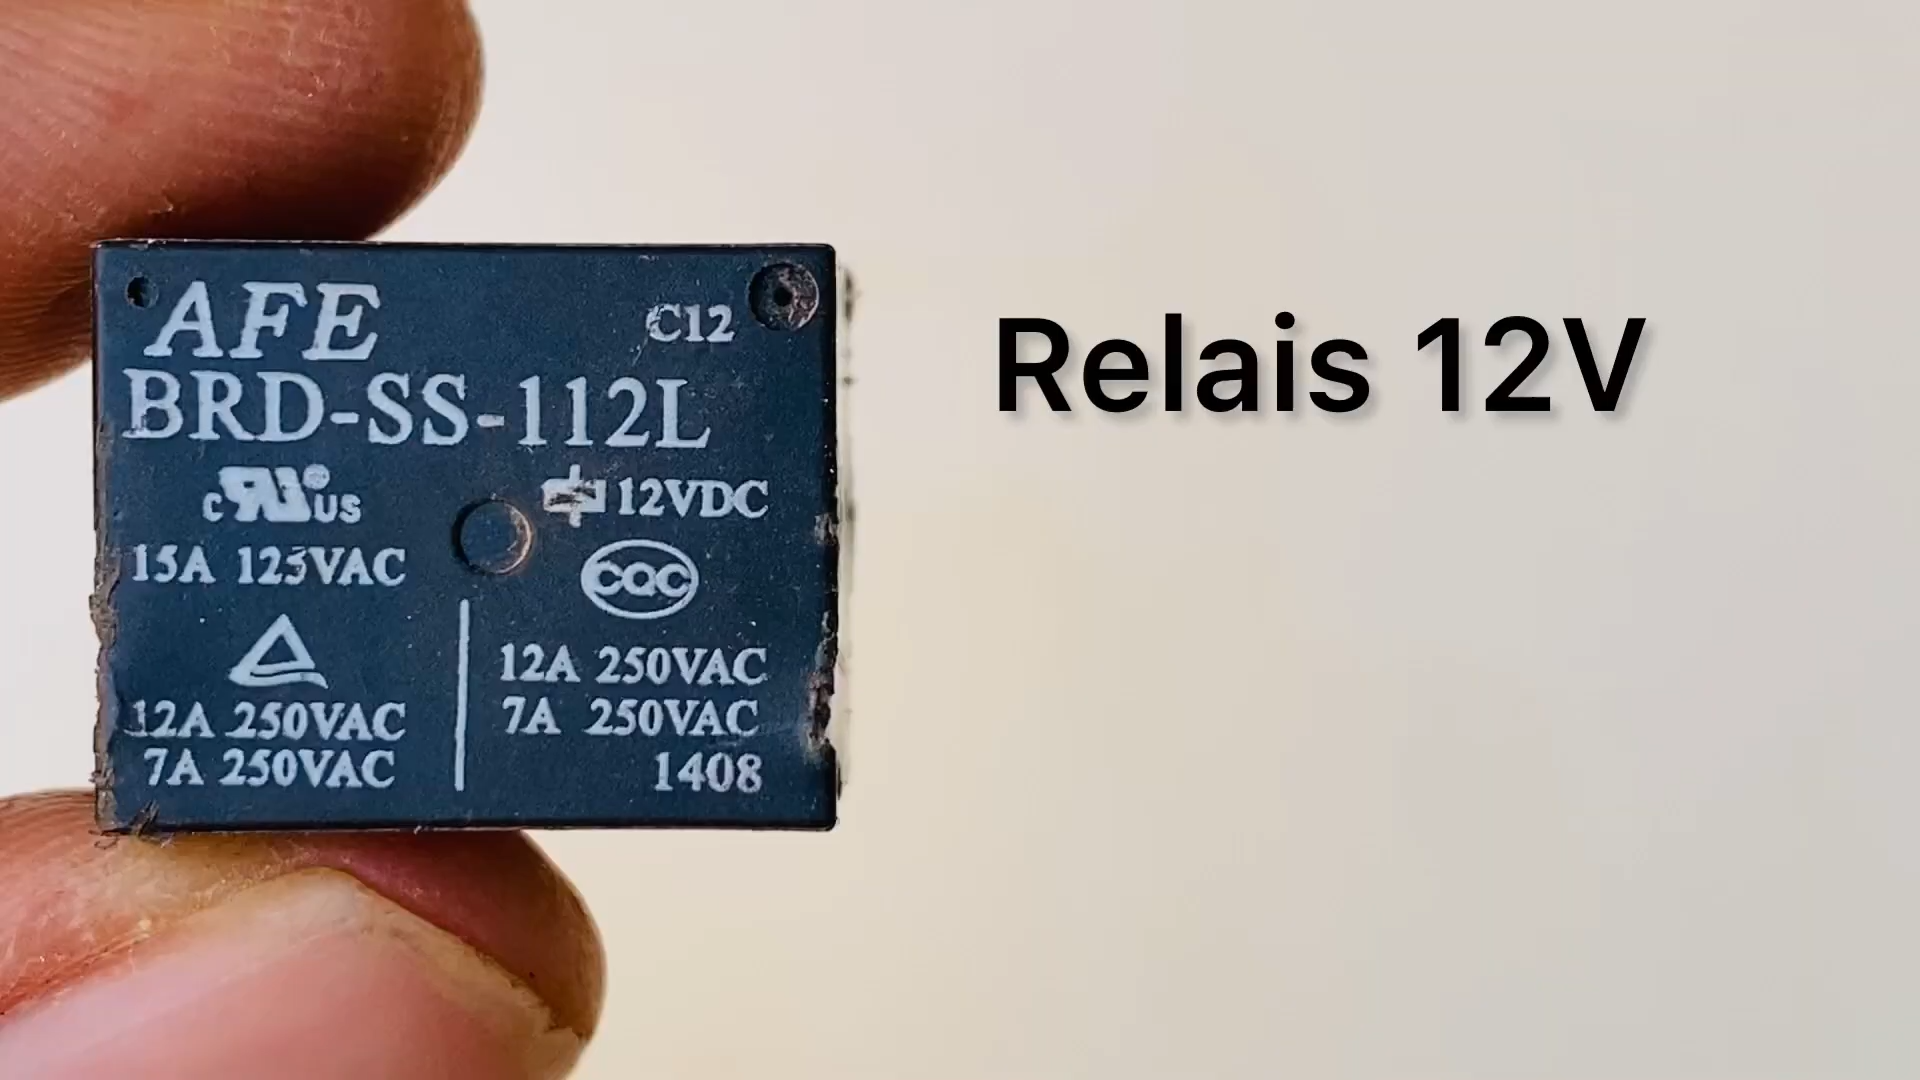 AFE
C12
BRD-SS-112L
c RU US
12VDC
15A 125VAC
CQC
12A 250VAC
7A 250VAC
12A 250VAC
7A 250VAC
1408
Relais 12V